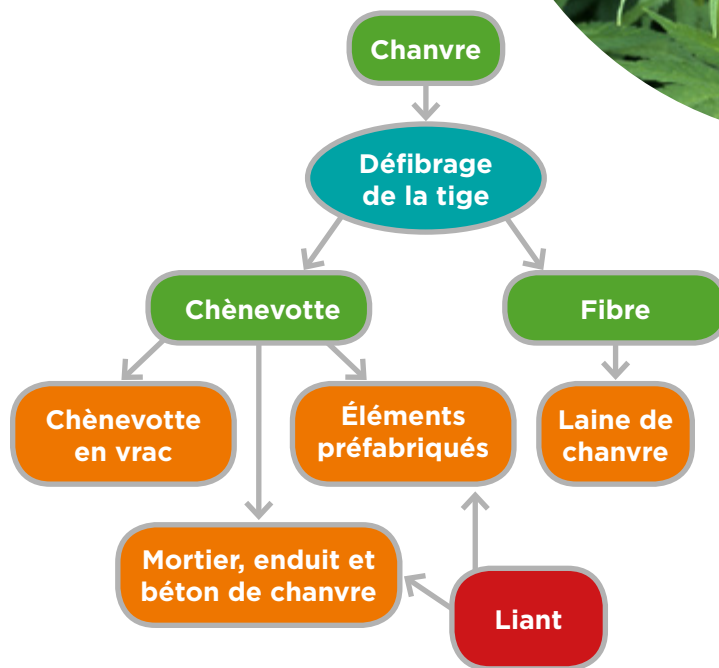 Chanvre
Défibrage
de la tige
Chènevotte
Fibre
Chènevotte
en vrac
Éléments
préfabriqués
Laine de
chanvre
Mortier, enduit et
béton de chanvre
Liant